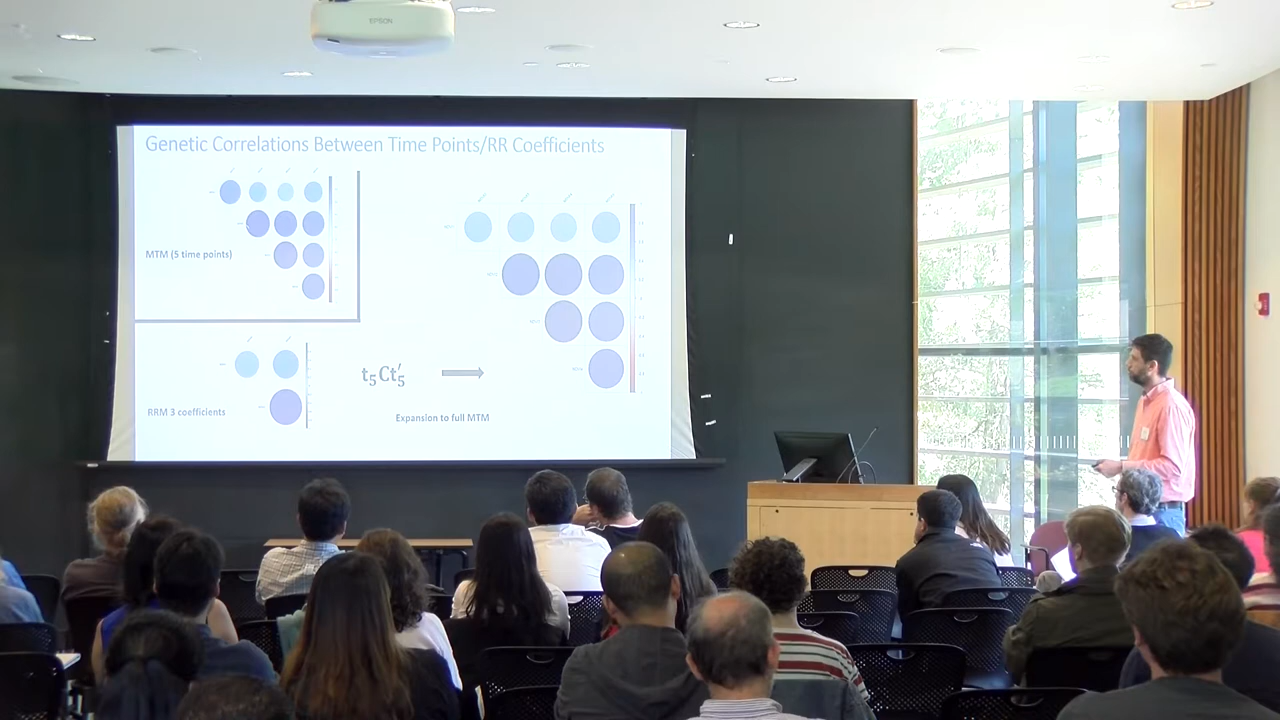 EPSON
Genetic Correlations Between Time Points/RR Coefficients
MTM (5 time points)
RRM 3 coefficients
t₅Ct′₅
Expansion to full MTM